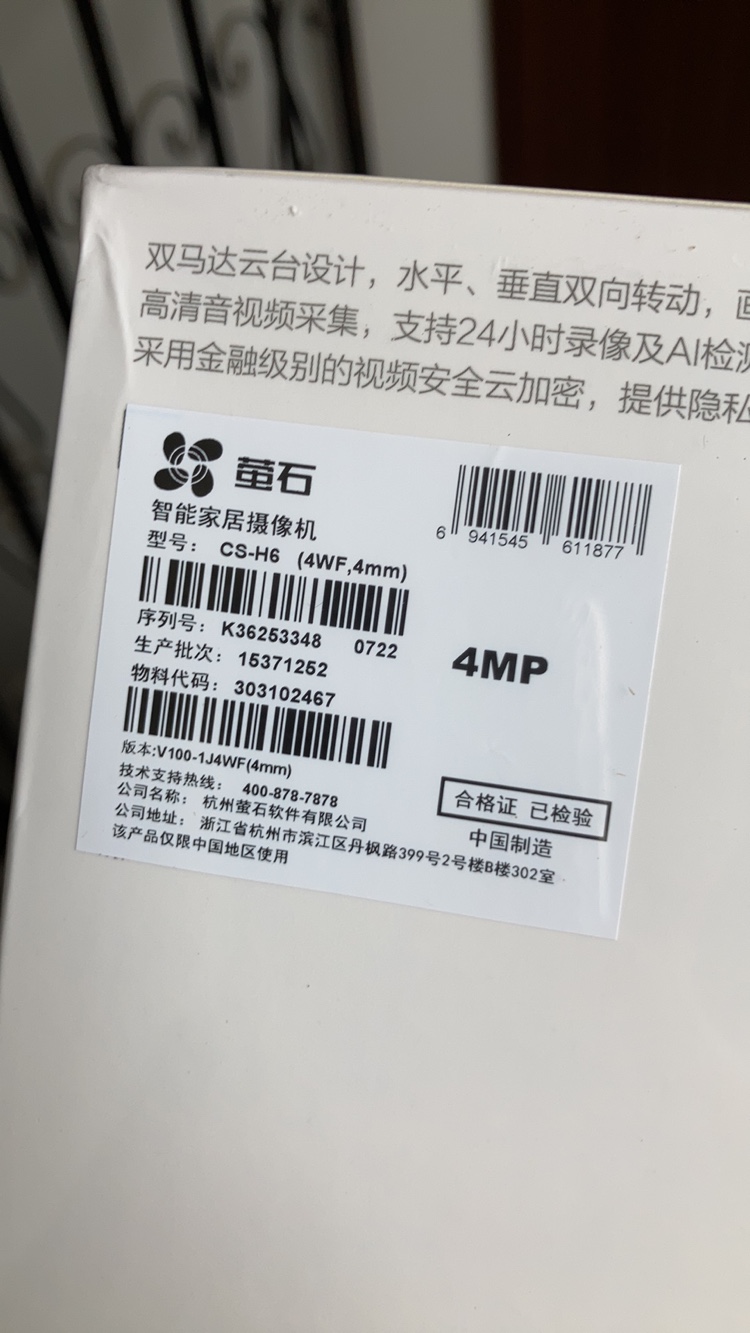 双马达云台设计，水平、垂直双向转动，画
高清音视频采集，支持24小时录像及AI检测
采用金融级别的视频安全云加密，提供隐私
萤石
智能家居摄像机
型号： CS-H6 (4WF,4mm)
6 941545 611877
序列号： K36253348 0722
生产批次： 15371252
物料代码： 303102467
4MP
版本:V100-1J4WF(4mm)
技术支持热线： 400-878-7878
公司名称： 杭州萤石软件有限公司
公司地址： 浙江省杭州市滨江区丹枫路399号2号楼B楼302室
该产品仅限中国地区使用
合格证 已检验
中国制造